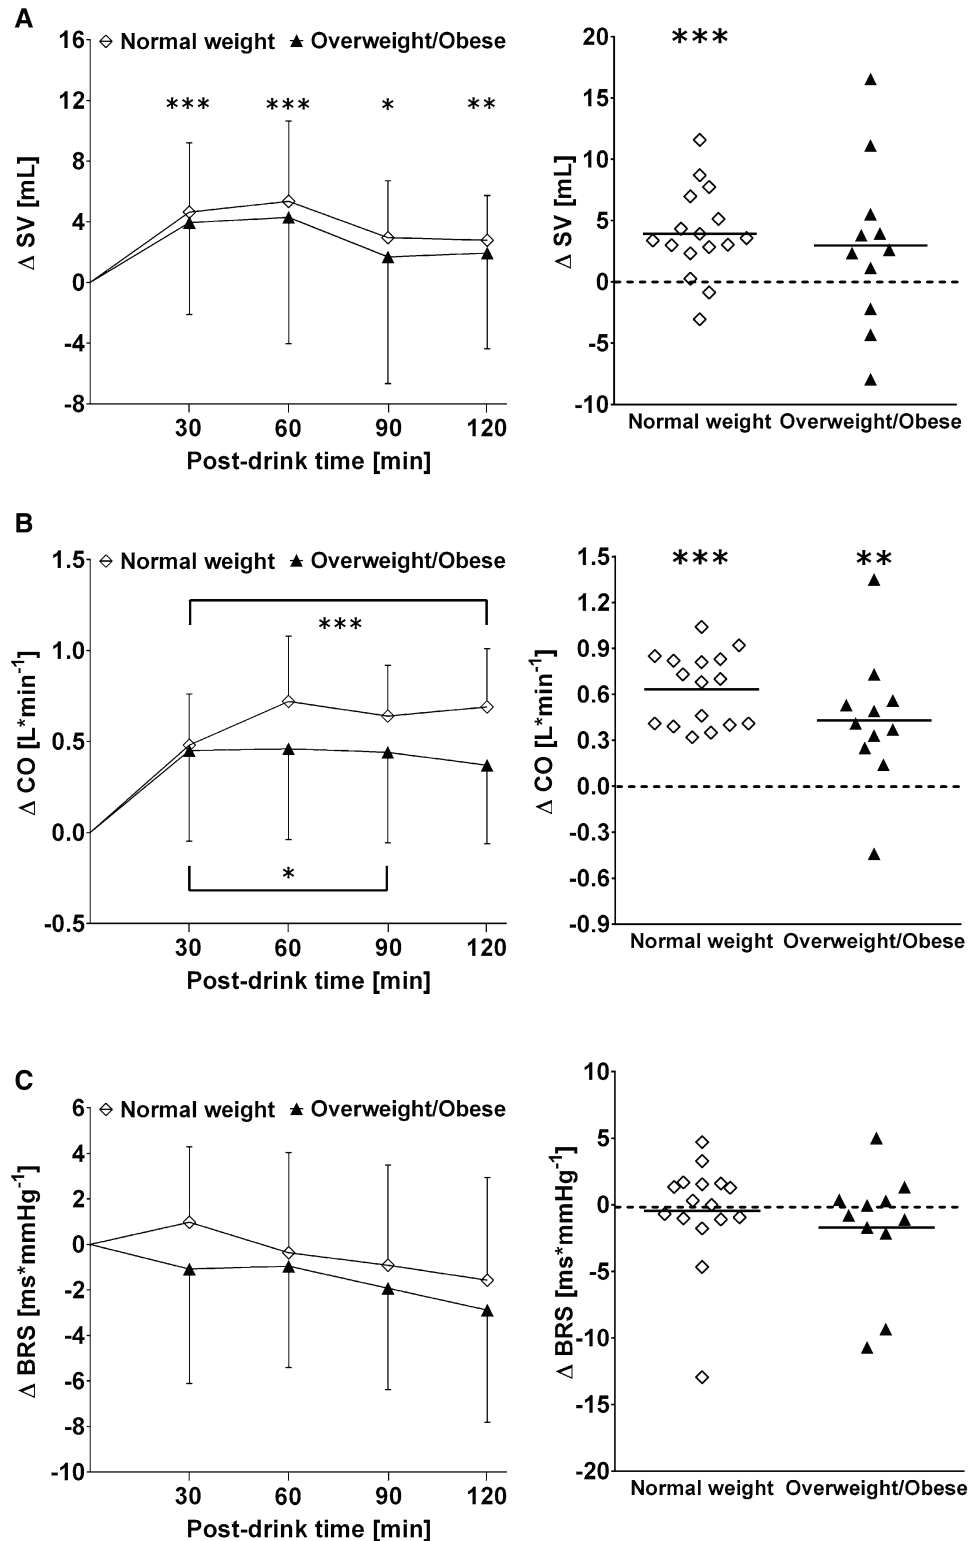 A
16
◇ Normal weight ▲ Overweight/Obese
12
*** *** * **
8
4
0
-4
-8
30 60 90 120
Post-drink time [min]
Δ SV [mL]
20
***
15
10
5
0
-5
-10
Normal weight Overweight/Obese
Δ SV [mL]
B
1.5
◇ Normal weight ▲ Overweight/Obese
***
1.0
0.5
0.0
*
-0.5
30 60 90 120
Post-drink time [min]
Δ CO [L*min-1]
1.5
*** **
1.2
0.9
0.6
0.3
0.0
-0.3
-0.6
-0.9
Normal weight Overweight/Obese
Δ CO [L*min-1]
C
6
◇ Normal weight ▲ Overweight/Obese
4
2
0
-2
-4
-6
-8
-10
30 60 90 120
Post-drink time [min]
Δ BRS [ms*mmHg-1]
10
5
0
-5
-10
-15
-20
Normal weight Overweight/Obese
Δ BRS [ms*mmHg-1]